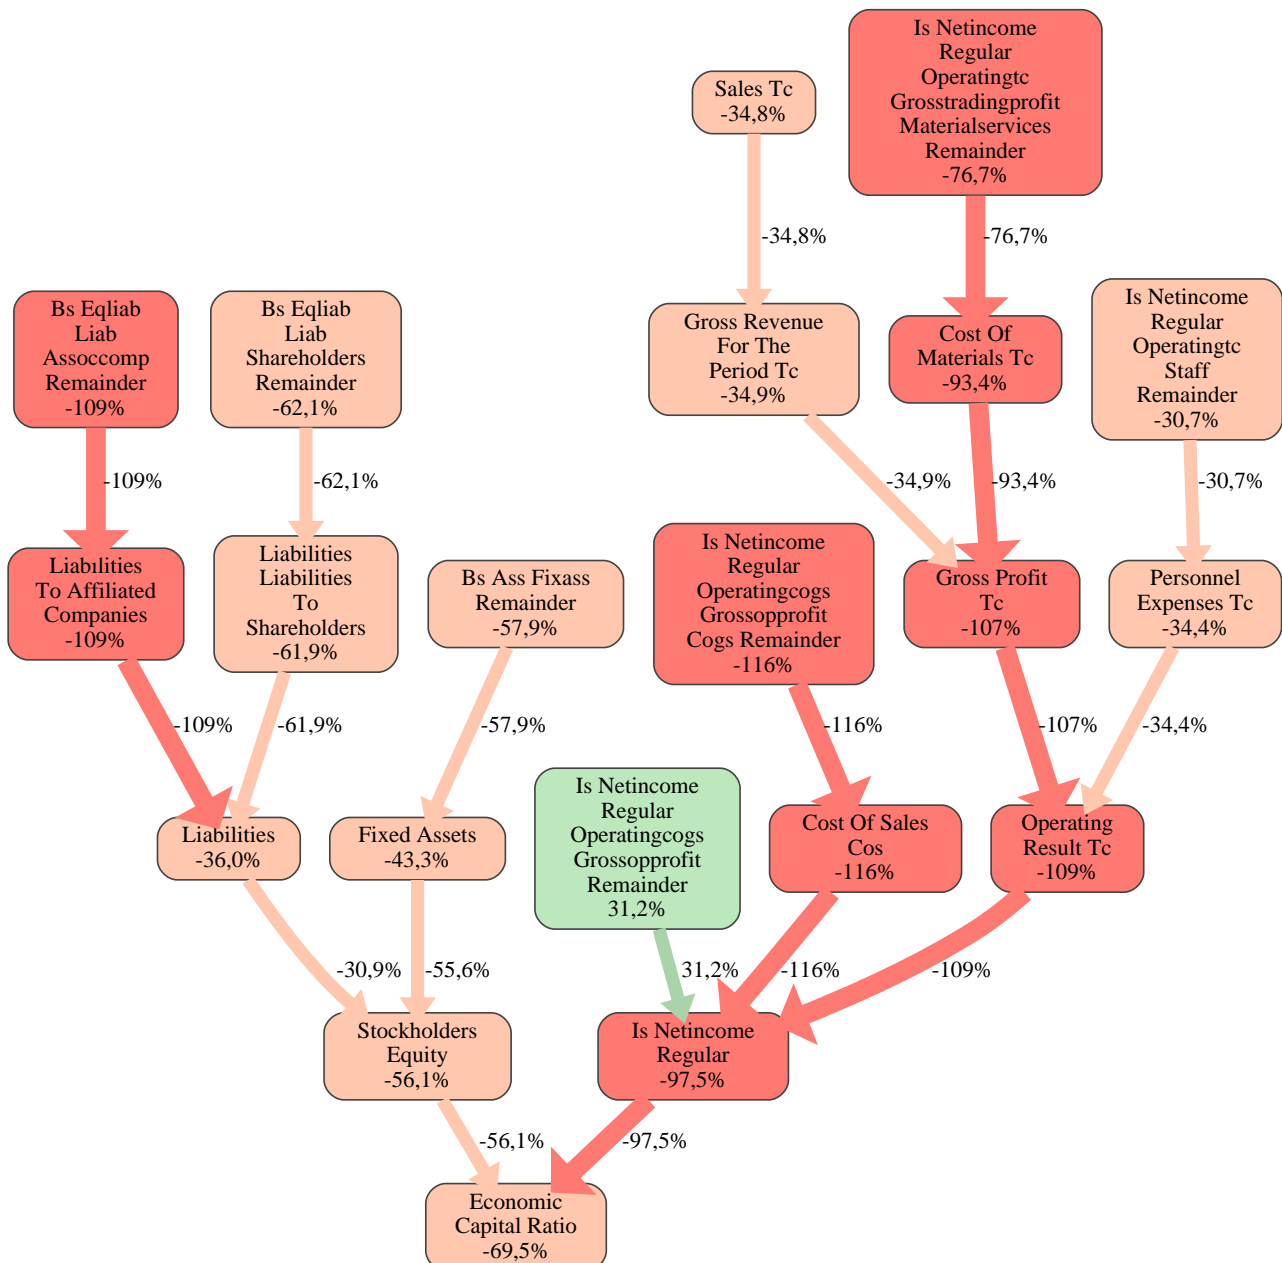 Is Netincome
Regular
Operatingtc
Grosstradingprofit
Materialservices
Remainder
-76,7%
Sales Tc
-34,8%
-34,8%
-76,7%
Bs Eqliab
Liab
Assoccomp
Remainder
-109%
Bs Eqliab
Liab
Shareholders
Remainder
-62,1%
Gross Revenue
For The
Period Tc
-34,9%
Cost Of
Materials Tc
-93,4%
Is Netincome
Regular
Operatingtc
Staff
Remainder
-30,7%
-109%
-62,1%
-34,9%
-93,4%
-30,7%
Liabilities
To Affiliated
Companies
-109%
Liabilities
Liabilities
To
Shareholders
-61,9%
Bs Ass Fixass
Remainder
-57,9%
Is Netincome
Regular
Operatingcogs
Grossopprofit
Cogs Remainder
-116%
Gross Profit
Tc
-107%
Personnel
Expenses Tc
-34,4%
-109%
-61,9%
-57,9%
-116%
-107%
-34,4%
Liabilities
-36,0%
Fixed Assets
-43,3%
Is Netincome
Regular
Operatingcogs
Grossopprofit
Remainder
31,2%
Cost Of Sales
Cos
-116%
Operating
Result Tc
-109%
-30,9%
-55,6%
31,2%
-116%
-109%
Stockholders
Equity
-56,1%
Is Netincome
Regular
-97,5%
-56,1%
-97,5%
Economic
Capital Ratio
-69,5%